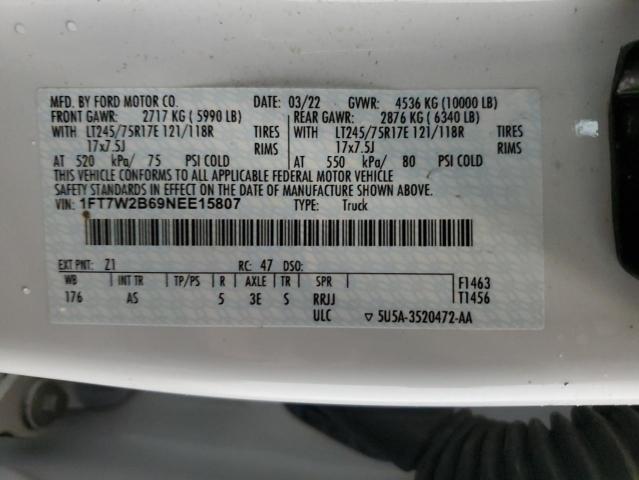 MFD. BY FORD MOTOR CO. DATE: 03/22 GVWR: 4536 KG (10000 LB)
FRONT GAWR: 2717 KG (5990 LB) REAR GAWR: 2876 KG (6340 LB)
WITH LT245/75R17E 121/118R TIRES WITH LT245/75R17E 121/118R TIRES
17x7.5J RIMS 17x7.5J RIMS
AT 520 kPa/ 75 PSI COLD AT 550 kPa/ 80 PSI COLD
THIS VEHICLE CONFORMS TO ALL APPLICABLE FEDERAL MOTOR VEHICLE
SAFETY STANDARDS IN EFFECT ON THE DATE OF MANUFACTURE SHOWN ABOVE.
VIN: 1FT7W2B69NEE15807 TYPE: Truck
EXT PNT: Z1 RC: 47 DSO:
WB INT TR TP/PS R AXLE TR SPR F1463
176 AS 5 3E S RRJJ T1456
ULC ▽ 5U5A-3520472-AA